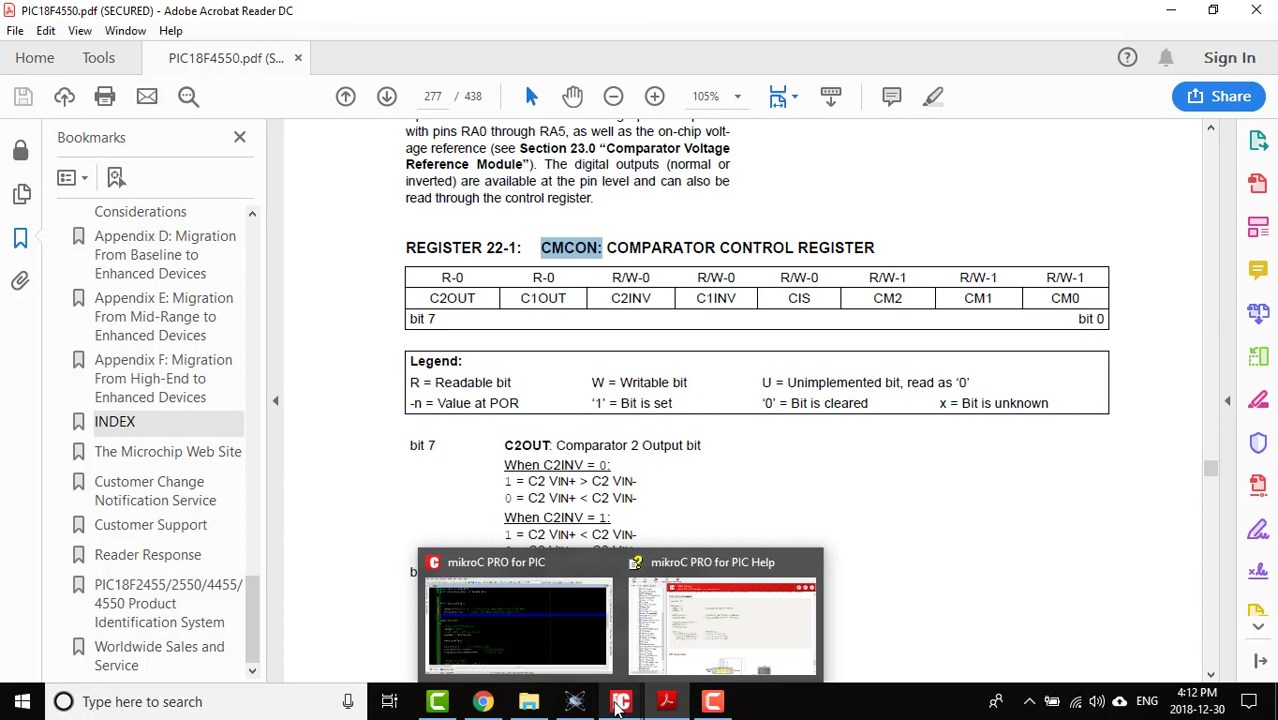 PIC18F4550.pdf (SECURED) - Adobe Acrobat Reader DC
File Edit View Window Help
Home Tools PIC18F4550.pdf (S... Sign In
277 / 438 105% Share
Bookmarks
Considerations
Appendix D: Migration
From Baseline to
Enhanced Devices
Appendix E: Migration
From Mid-Range to
Enhanced Devices
Appendix F: Migration
From High-End to
Enhanced Devices
INDEX
The Microchip Web Site
Customer Change
Notification Service
Customer Support
Reader Response
PIC18F2455/2550/4455/
4550 Product
Identification System
Worldwide Sales and
Service
with pins RA0 through RA5, as well as the on-chip volt-
age reference (see Section 23.0 “Comparator Voltage
Reference Module”). The digital outputs (normal or
inverted) are available at the pin level and can also be
read through the control register.
REGISTER 22-1: CMCON: COMPARATOR CONTROL REGISTER
R-0 R-0 R/W-0 R/W-0 R/W-0 R/W-1 R/W-1 R/W-1
C2OUT C1OUT C2INV C1INV CIS CM2 CM1 CM0
bit 7 bit 0
Legend:
R = Readable bit W = Writable bit U = Unimplemented bit, read as ‘0’
-n = Value at POR ‘1’ = Bit is set ‘0’ = Bit is cleared x = Bit is unknown
bit 7 C2OUT: Comparator 2 Output bit
When C2INV = 0:
1 = C2 VIN+ > C2 VIN-
0 = C2 VIN+ < C2 VIN-
When C2INV = 1:
1 = C2 VIN+ < C2 VIN-
mikroC PRO for PIC mikroC PRO for PIC Help
Type here to search
ENG 4:12 PM
2018-12-30